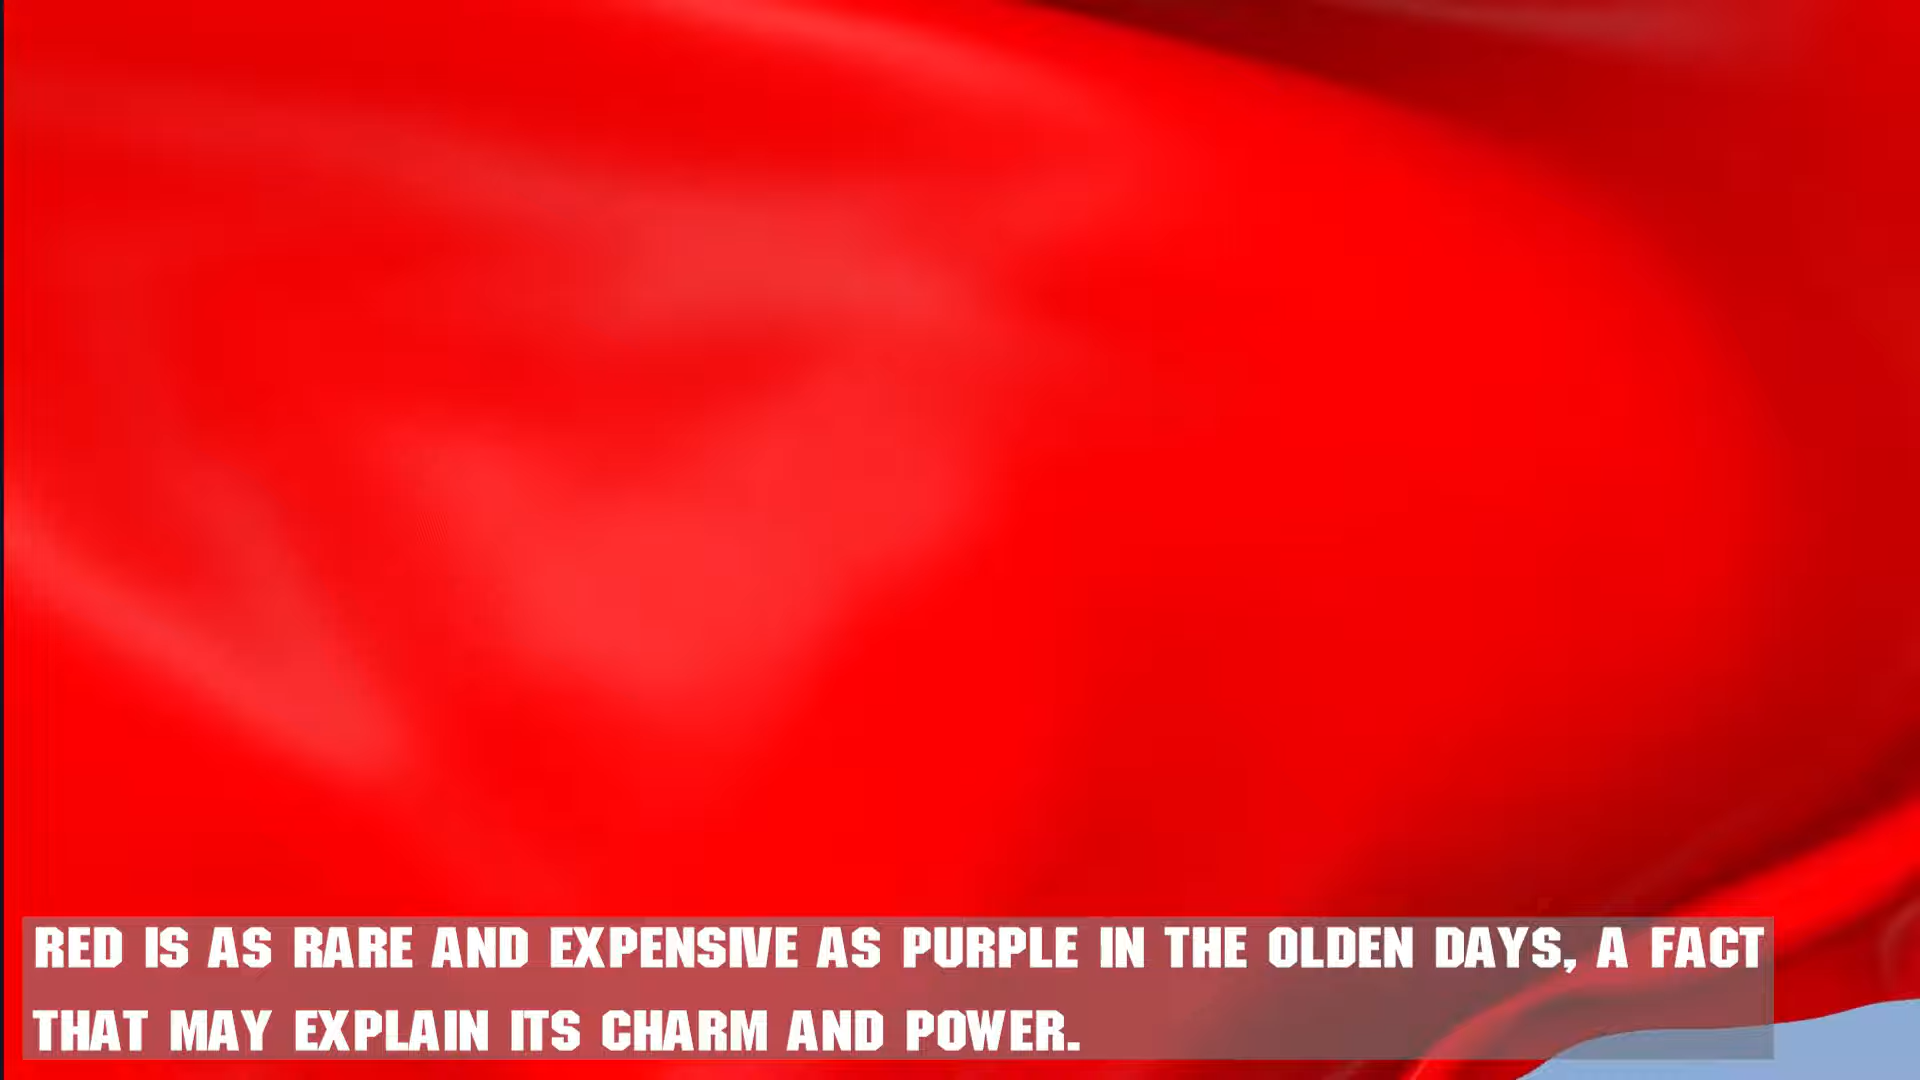 RED IS AS RARE AND EXPENSIVE AS PURPLE IN THE OLDEN DAYS, A FACT
THAT MAY EXPLAIN ITS CHARM AND POWER.